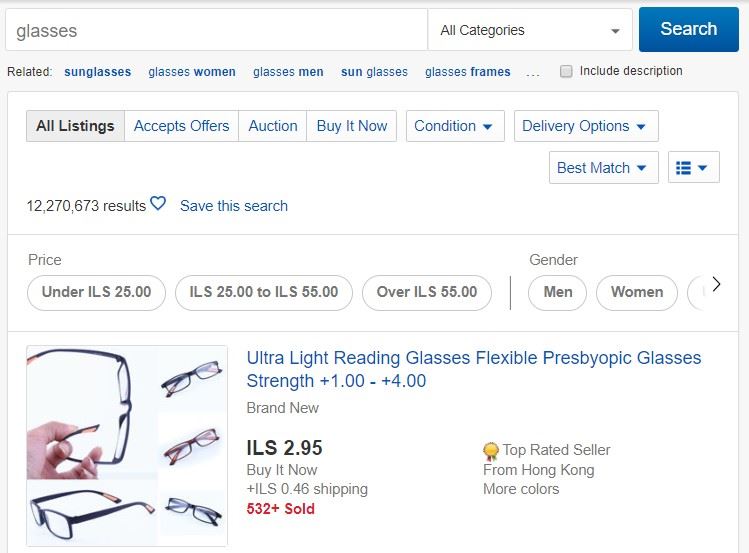 glasses
All Categories
Search
Related: sunglasses glasses women glasses men sun glasses glasses frames ... Include description
All Listings Accepts Offers Auction Buy It Now Condition Delivery Options
Best Match
12,270,673 results Save this search
Price
Gender
Under ILS 25.00 ILS 25.00 to ILS 55.00 Over ILS 55.00 Men Women
Ultra Light Reading Glasses Flexible Presbyopic Glasses
Strength +1.00 - +4.00
Brand New
ILS 2.95
Buy It Now
+ILS 0.46 shipping
532+ Sold
Top Rated Seller
From Hong Kong
More colors